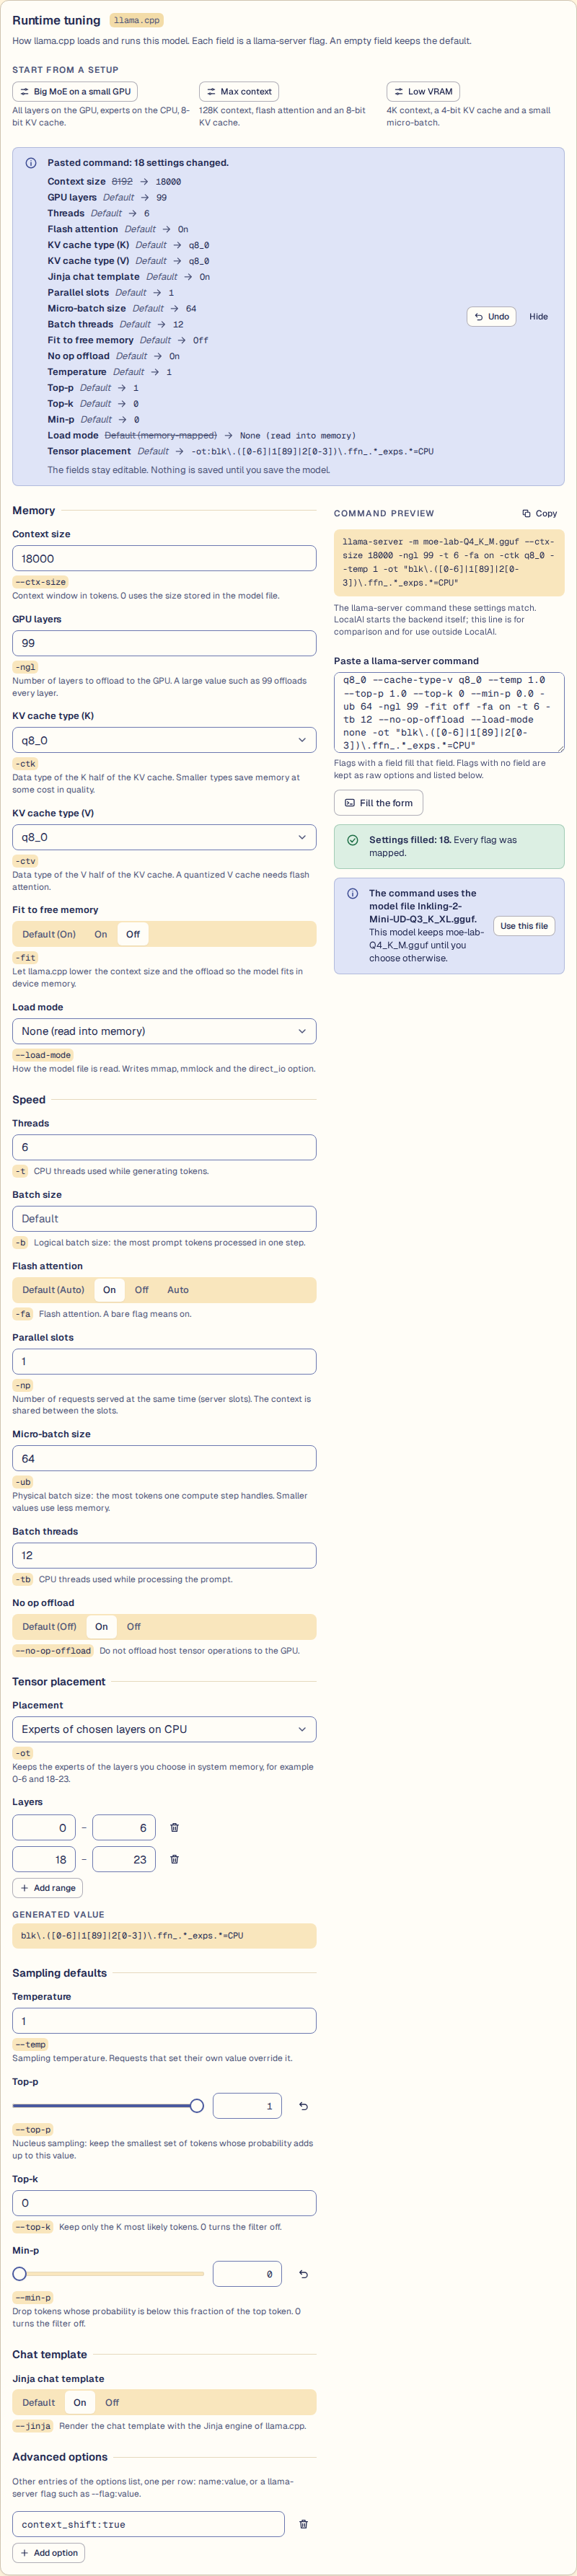 Runtime tuning llama.cpp
How llama.cpp loads and runs this model. Each field is a llama-server flag. An empty field keeps the default.
START FROM A SETUP
Big MoE on a small GPU
All layers on the GPU, experts on the CPU, 8-
bit KV cache.
Max context
128K context, flash attention and an 8-bit
KV cache.
Low VRAM
4K context, a 4-bit KV cache and a small
micro-batch.
Pasted command: 18 settings changed.
Context size 8192 → 18000
GPU layers Default → 99
Threads Default → 6
Flash attention Default → On
KV cache type (K) Default → q8_0
KV cache type (V) Default → q8_0
Jinja chat template Default → On
Parallel slots Default → 1
Micro-batch size Default → 64
Batch threads Default → 12
Fit to free memory Default → Off
No op offload Default → On
Temperature Default → 1
Top-p Default → 1
Top-k Default → 0
Min-p Default → 0
Load mode Default (memory-mapped) → None (read into memory)
Tensor placement Default → -ot:blk\.([0-6]|1[89]|2[0-3])\.ffn_.*_exps.*=CPU
The fields stay editable. Nothing is saved until you save the model.
Undo
Hide
Memory
Context size
18000
--ctx-size
Context window in tokens. 0 uses the size stored in the model file.
GPU layers
99
-ngl
Number of layers to offload to the GPU. A large value such as 99 offloads
every layer.
KV cache type (K)
q8_0
-ctk
Data type of the K half of the KV cache. Smaller types save memory at
some cost in quality.
KV cache type (V)
q8_0
-ctv
Data type of the V half of the KV cache. A quantized V cache needs flash
attention.
Fit to free memory
Default (On) On Off
-fit
Let llama.cpp lower the context size and the offload so the model fits in
device memory.
Load mode
None (read into memory)
--load-mode
How the model file is read. Writes mmap, mmlock and the direct_io option.
Speed
Threads
6
-t CPU threads used while generating tokens.
Batch size
Default
-b Logical batch size: the most prompt tokens processed in one step.
Flash attention
Default (Auto) On Off Auto
-fa Flash attention. A bare flag means on.
Parallel slots
1
-np
Number of requests served at the same time (server slots). The context is
shared between the slots.
Micro-batch size
64
-ub
Physical batch size: the most tokens one compute step handles. Smaller
values use less memory.
Batch threads
12
-tb CPU threads used while processing the prompt.
No op offload
Default (Off) On Off
--no-op-offload Do not offload host tensor operations to the GPU.
Tensor placement
Placement
Experts of chosen layers on CPU
-ot
Keeps the experts of the layers you choose in system memory, for example
0-6 and 18-23.
Layers
0 – 6
18 – 23
Add range
GENERATED VALUE
blk\.([0-6]|1[89]|2[0-3])\.ffn_.*_exps.*=CPU
Sampling defaults
Temperature
1
--temp
Sampling temperature. Requests that set their own value override it.
Top-p
1
--top-p
Nucleus sampling: keep the smallest set of tokens whose probability adds
up to this value.
Top-k
0
--top-k Keep only the K most likely tokens. 0 turns the filter off.
Min-p
0
--min-p
Drop tokens whose probability is below this fraction of the top token. 0
turns the filter off.
Chat template
Jinja chat template
Default On Off
--jinja Render the chat template with the Jinja engine of llama.cpp.
Advanced options
Other entries of the options list, one per row: name:value, or a llama-
server flag such as --flag:value.
context_shift:true
Add option
COMMAND PREVIEW
Copy
llama-server -m moe-lab-Q4_K_M.gguf --ctx-
size 18000 -ngl 99 -t 6 -fa on -ctk q8_0 -
-temp 1 -ot "blk\.([0-6]|1[89]|2[0-
3])\.ffn_.*_exps.*=CPU"
The llama-server command these settings match.
LocalAI starts the backend itself; this line is for
comparison and for use outside LocalAI.
Paste a llama-server command
q8_0 --cache-type-v q8_0 --temp 1.0
--top-p 1.0 --top-k 0 --min-p 0.0 -
ub 64 -ngl 99 -fit off -fa on -t 6 -
tb 12 --no-op-offload --load-mode
none -ot "blk\.([0-6]|1[89]|2[0-
3])\.ffn_.*_exps.*=CPU"
Flags with a field fill that field. Flags with no field are
kept as raw options and listed below.
Fill the form
Settings filled: 18. Every flag was
mapped.
The command uses the
model file Inkling-2-
Mini-UD-Q3_K_XL.gguf.
This model keeps moe-lab-
Q4_K_M.gguf until you
choose otherwise.
Use this file